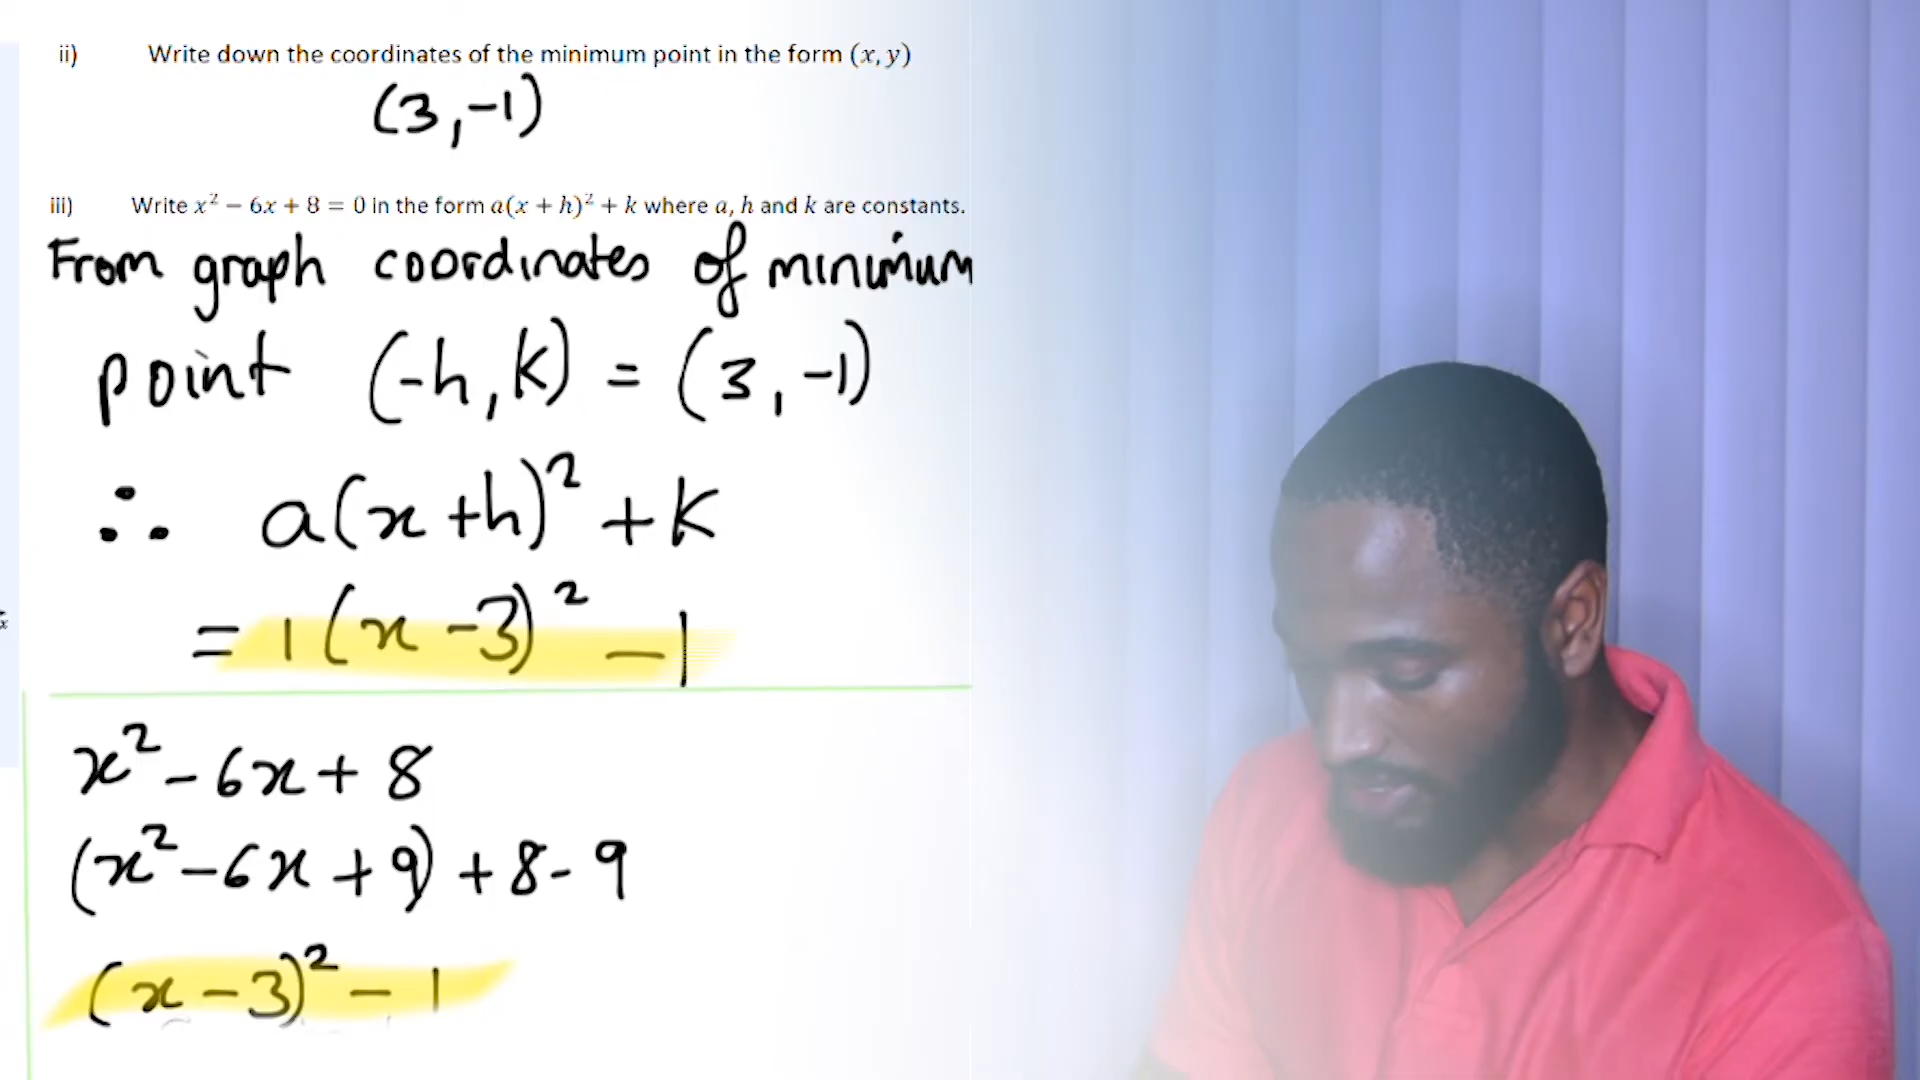 ii) Write down the coordinates of the minimum point in the form (x, y)
(3, -1)
iii) Write x² − 6x + 8 = 0 in the form a(x + h)² + k where a, h and k are constants.
From graph coordinates of minimum
point (-h, k) = (3, -1)
∴ a(x+h)² + k
= 1(x-3)² - 1
x
x² - 6x + 8
(x² - 6x + 9) + 8 - 9
(x - 3)² - 1